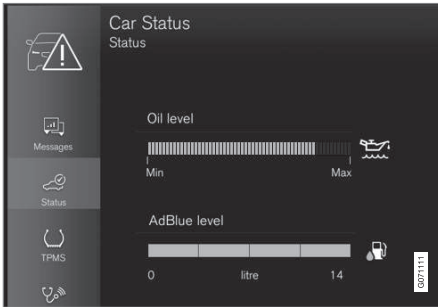 Car Status
Status
Messages
Status
TPMS
Oil level
Min Max
AdBlue level
0 litre 14
G071111